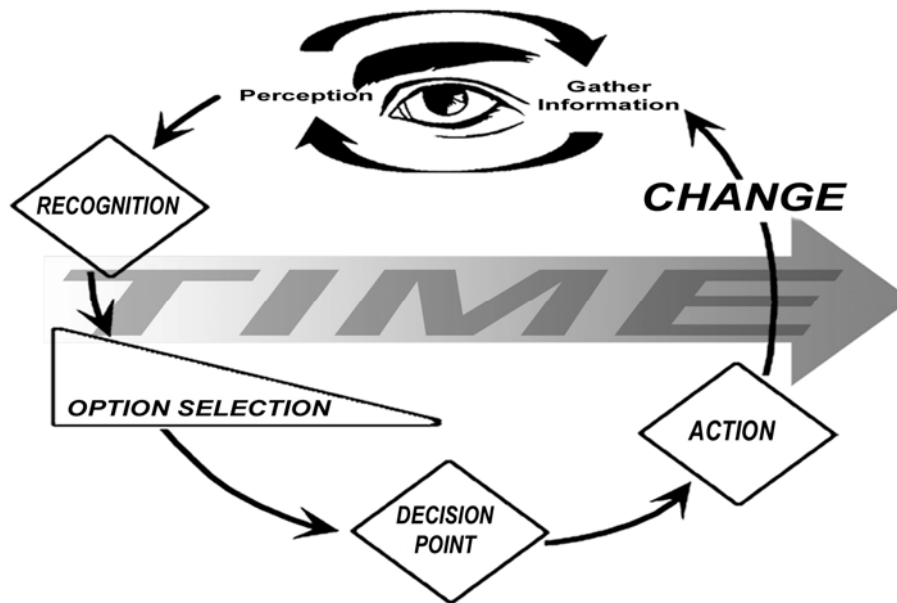 Perception
Gather
Information
RECOGNITION
CHANGE
TIME
OPTION SELECTION
ACTION
DECISION
POINT